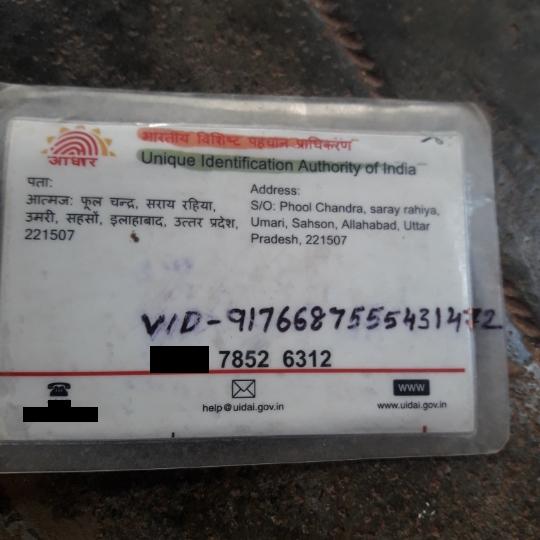 भारतीय विशिष्ट पहचान प्राधिकरण
Unique Identification Authority of India
आधार
पता:
आत्मज: फूल चन्द्र, सराय रहिया,
उमरी, सहसों, इलाहाबाद, उत्तर प्रदेश,
221507
Address:
S/O: Phool Chandra, saray rahiya,
Umari, Sahson, Allahabad, Uttar
Pradesh, 221507
VID-9176687555431472
7852 6312
help@uidai.gov.in
WWW
www.uidai.gov.in